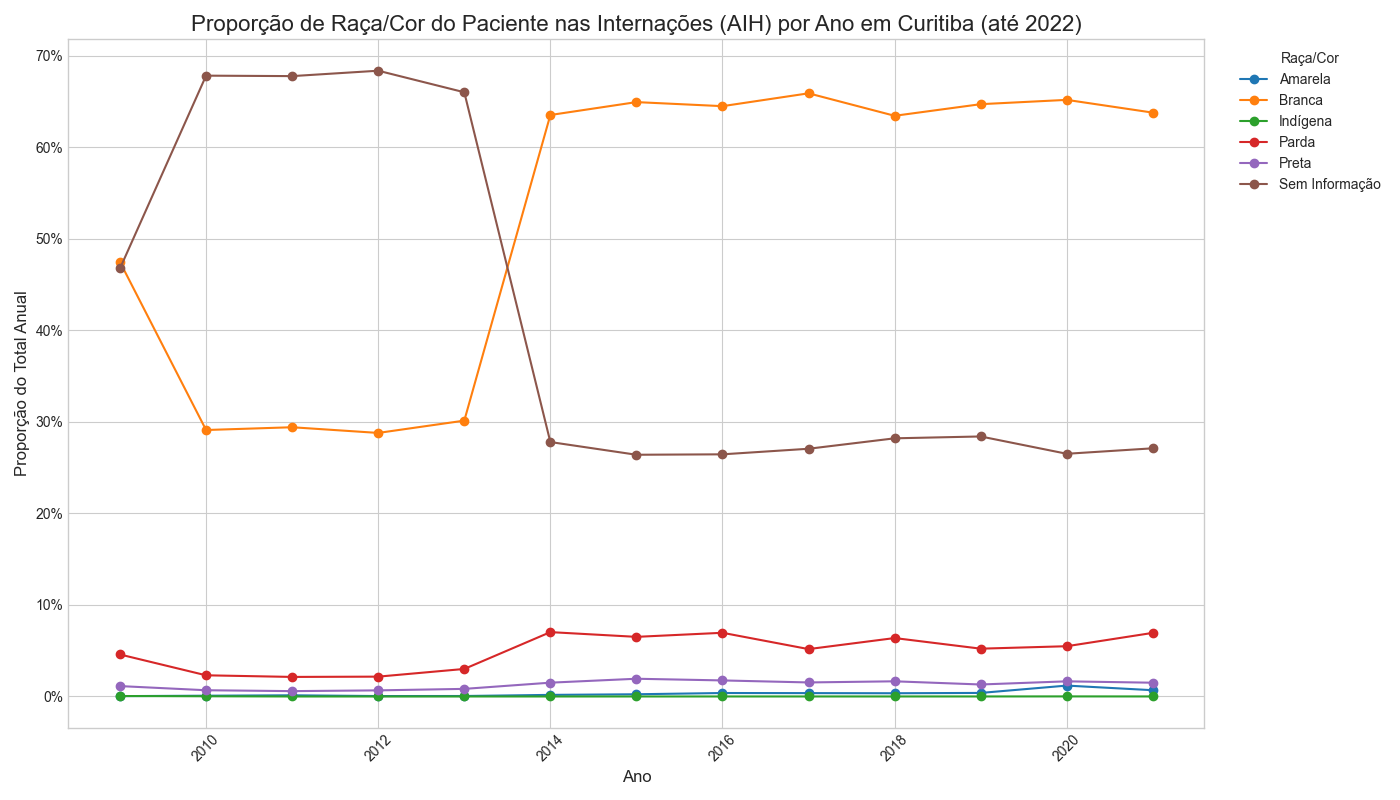 Proporção de Raça/Cor do Paciente nas Internações (AIH) por Ano em Curitiba (até 2022)
Raça/Cor
Amarela
Branca
Indígena
Parda
Preta
Sem Informação
Proporção do Total Anual
70%
60%
50%
40%
30%
20%
10%
0%
2010
2012
2014
2016
2018
2020
Ano